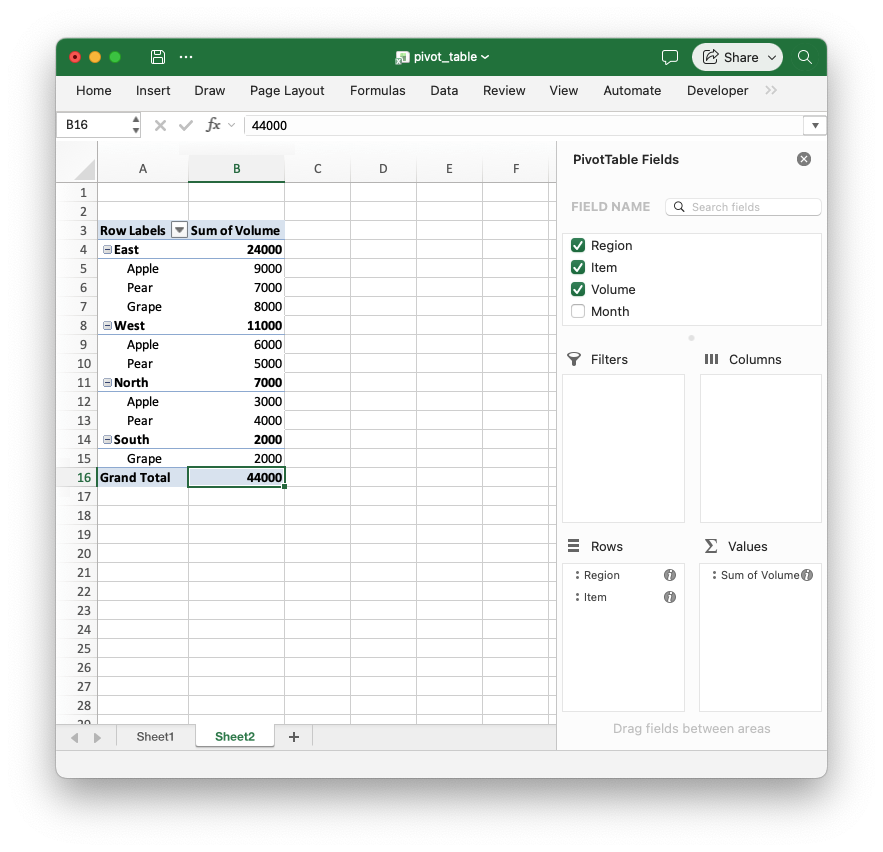 pivot_table
Share
Home Insert Draw Page Layout Formulas Data Review View Automate Developer
B16 fx 44000
A B C D E F
1
2
3 Row Labels Sum of Volume
4 East 24000
5 Apple 9000
6 Pear 7000
7 Grape 8000
8 West 11000
9 Apple 6000
10 Pear 5000
11 North 7000
12 Apple 3000
13 Pear 4000
14 South 2000
15 Grape 2000
16 Grand Total 44000
17
18
19
20
21
22
23
24
25
26
27
28
29
Sheet1 Sheet2 +
PivotTable Fields
FIELD NAME Search fields
Region
Item
Volume
Month
Filters Columns
Rows Values
Region Sum of Volume
Item
Drag fields between areas